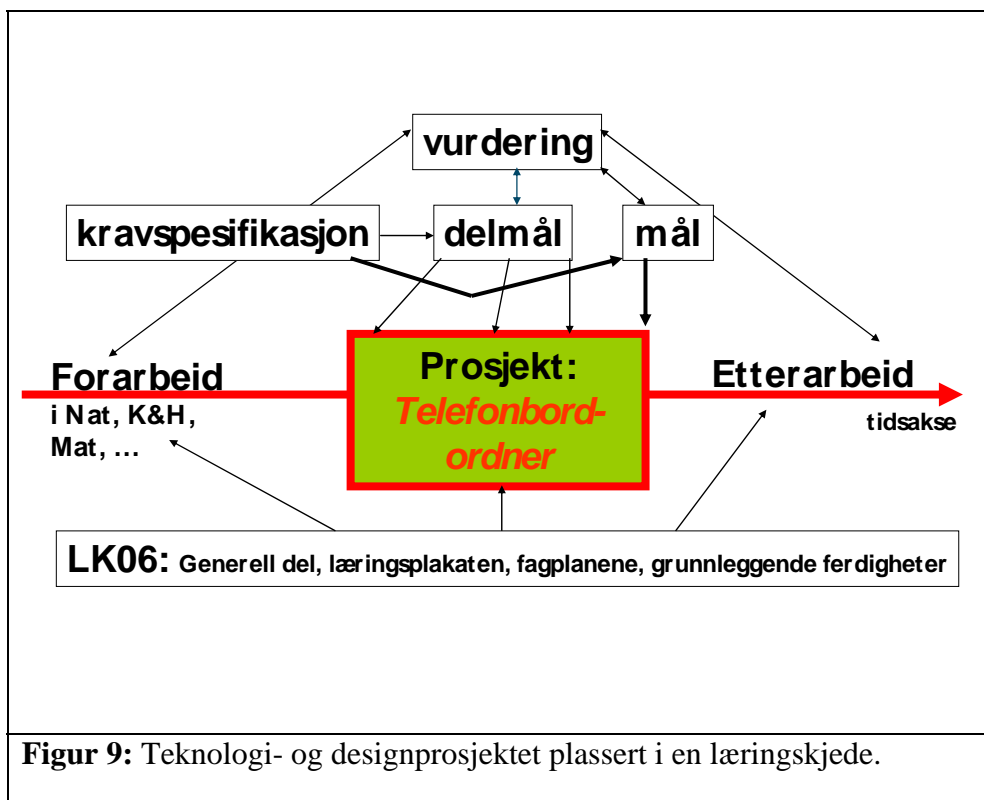 vurdering
kravspesifikasjon
delmål
mål
Forarbeid
i Nat, K&H,
Mat, …
Prosjekt:
Telefonbord-
ordner
Etterarbeid
tidsakse
LK06: Generell del, læringsplakaten, fagplanene, grunnleggende ferdigheter
Figur 9: Teknologi- og designprosjektet plassert i en læringskjede.